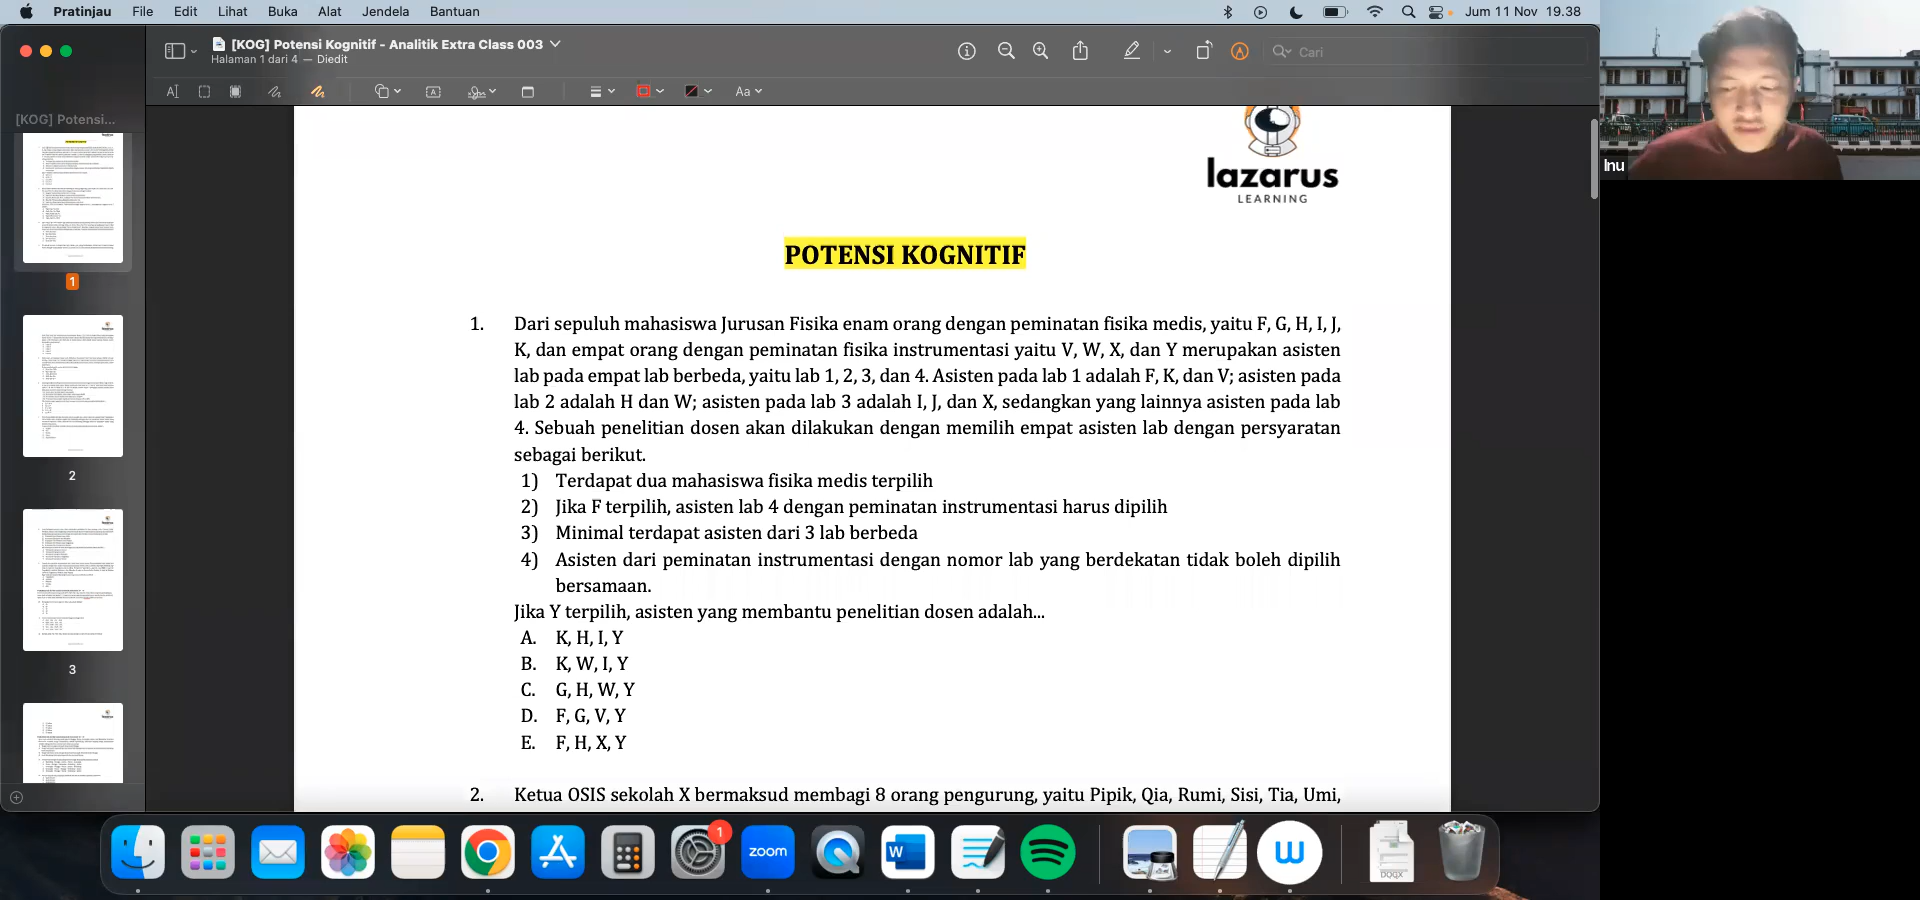 Pratinjau File Edit Lihat Buka Alat Jendela Bantuan Jum 11 Nov 19.38
[KOG] Potensi Kognitif - Analitik Extra Class 003
Halaman 1 dari 4 — Diedit
Cari
[KOG] Potensi...
1
2
3
Inu
lazarus
LEARNING
POTENSI KOGNITIF
1. Dari sepuluh mahasiswa Jurusan Fisika enam orang dengan peminatan fisika medis, yaitu F, G, H, I, J,
K, dan empat orang dengan peminatan fisika instrumentasi yaitu V, W, X, dan Y merupakan asisten
lab pada empat lab berbeda, yaitu lab 1, 2, 3, dan 4. Asisten pada lab 1 adalah F, K, dan V; asisten pada
lab 2 adalah H dan W; asisten pada lab 3 adalah I, J, dan X, sedangkan yang lainnya asisten pada lab
4. Sebuah penelitian dosen akan dilakukan dengan memilih empat asisten lab dengan persyaratan
sebagai berikut.
1) Terdapat dua mahasiswa fisika medis terpilih
2) Jika F terpilih, asisten lab 4 dengan peminatan instrumentasi harus dipilih
3) Minimal terdapat asisten dari 3 lab berbeda
4) Asisten dari peminatan instrumentasi dengan nomor lab yang berdekatan tidak boleh dipilih
bersamaan.
Jika Y terpilih, asisten yang membantu penelitian dosen adalah...
A. K, H, I, Y
B. K, W, I, Y
C. G, H, W, Y
D. F, G, V, Y
E. F, H, X, Y
2. Ketua OSIS sekolah X bermaksud membagi 8 orang pengurung, yaitu Pipik, Qia, Rumi, Sisi, Tia, Umi,
1
zoom
W
DOQX